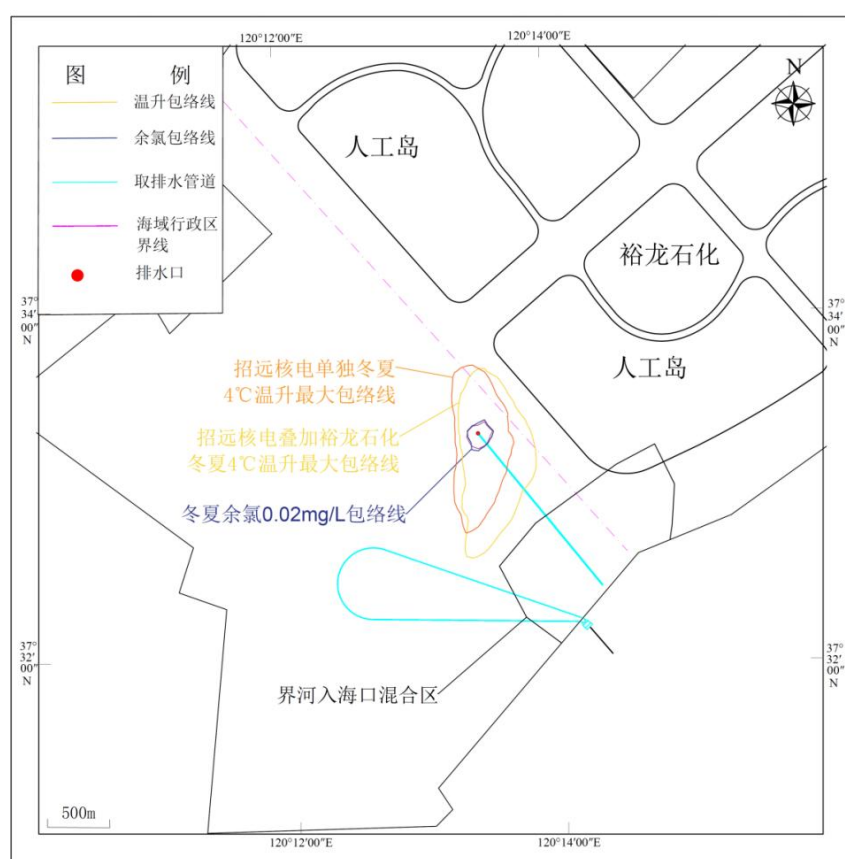 120°12′00″E
120°14′00″E
图 例
温升包络线
余氯包络线
取排水管道
海域行政区
界线
排水口
N
人工岛
裕龙石化
人工岛
37°
34′
00″
N
37°
34′
00″
N
招远核电单独冬夏
4℃温升最大包络线
招远核电叠加裕龙石化
冬夏4℃温升最大包络线
冬夏余氯0.02mg/L包络线
37°
32′
00″
N
37°
32′
00″
N
界河入海口混合区
500m
120°12′00″E
120°14′00″E